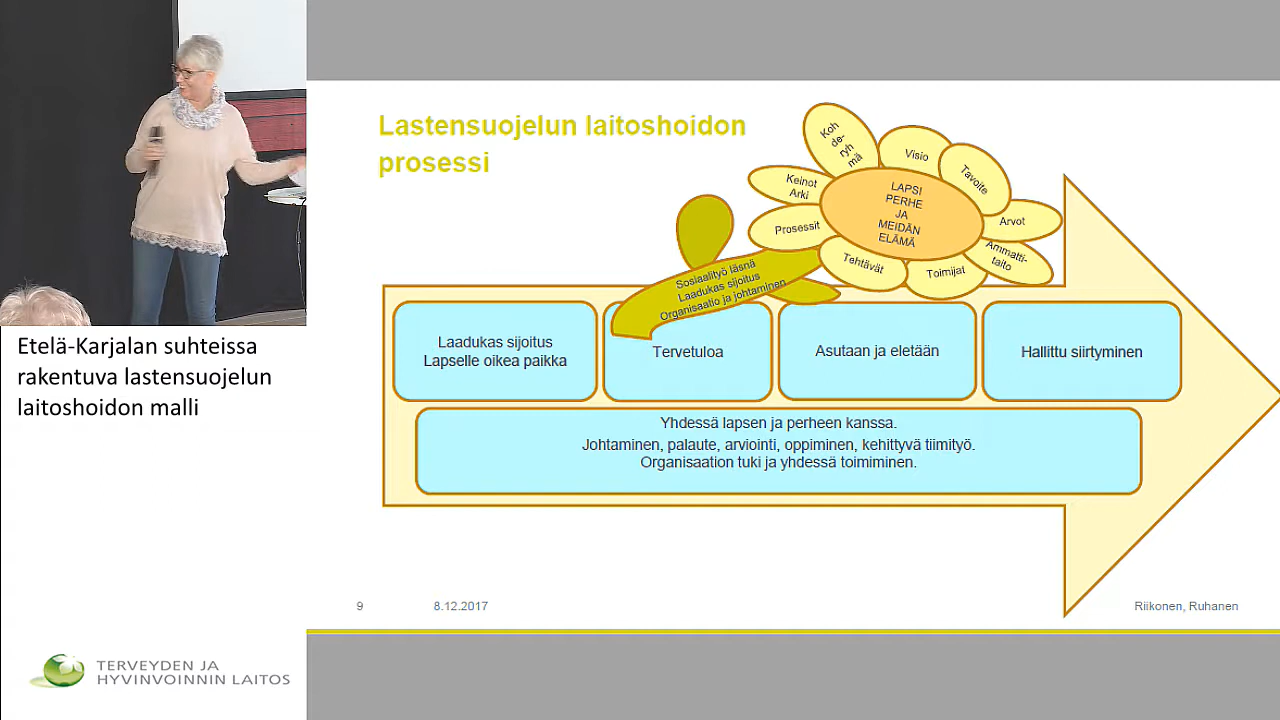 Lastensuojelun laitoshoidon
prosessi
Koh
de-
ryh
mä
Visio
Tavoite
Arvot
Ammatti-
taito
Toimijat
Tehtävät
Prosessit
Keinot
Arki
LAPSI
PERHE
JA
MEIDÄN
ELÄMÄ
Sosiaalityö läsnä
Laadukas sijoitus
Organisaatio ja johtaminen
Laadukas sijoitus
Lapselle oikea paikka
Tervetuloa
Asutaan ja eletään
Hallittu siirtyminen
Yhdessä lapsen ja perheen kanssa.
Johtaminen, palaute, arviointi, oppiminen, kehittyvä tiimityö.
Organisaation tuki ja yhdessä toimiminen.
9
8.12.2017
Riikonen, Ruhanen
Etelä-Karjalan suhteissa
rakentuva lastensuojelun
laitoshoidon malli
TERVEYDEN JA
HYVINVOINNIN LAITOS